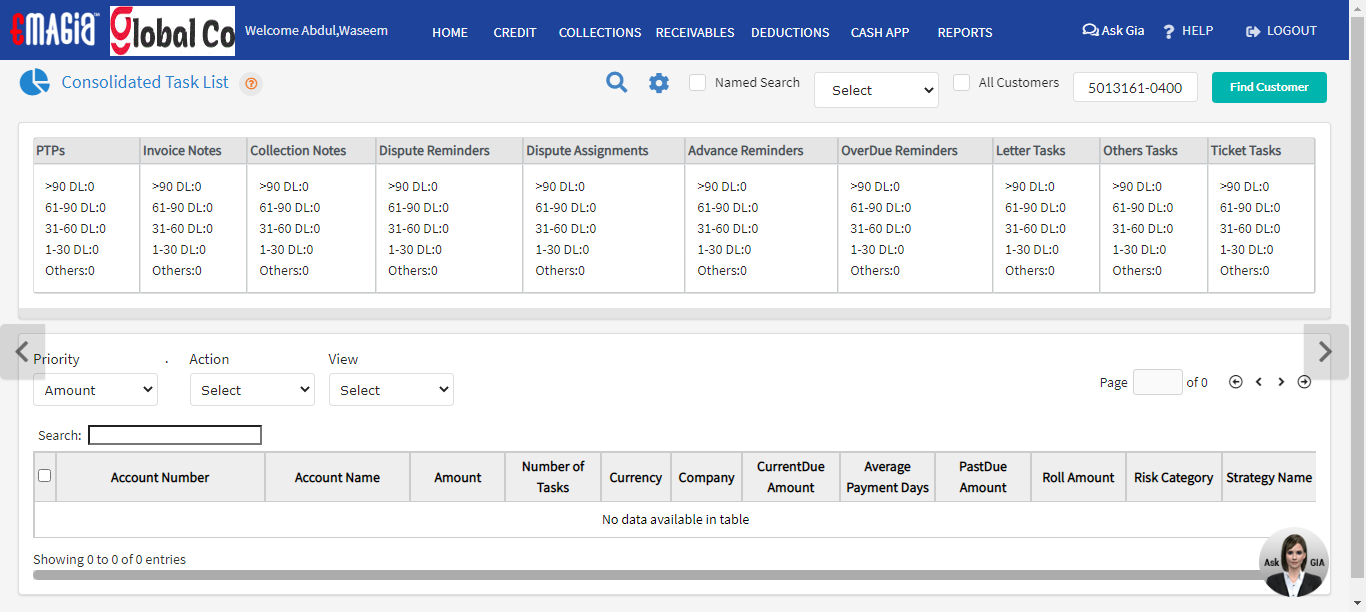 eMAGiA™ Global Co Welcome Abdul,Waseem HOME CREDIT COLLECTIONS RECEIVABLES DEDUCTIONS CASH APP REPORTS Ask Gia ? HELP LOGOUT
Consolidated Task List ? Named Search Select All Customers 5013161-0400 Find Customer
PTPs Invoice Notes Collection Notes Dispute Reminders Dispute Assignments Advance Reminders OverDue Reminders Letter Tasks Others Tasks Ticket Tasks
>90 DL:0 >90 DL:0 >90 DL:0 >90 DL:0 >90 DL:0 >90 DL:0 >90 DL:0 >90 DL:0 >90 DL:0 >90 DL:0
61-90 DL:0 61-90 DL:0 61-90 DL:0 61-90 DL:0 61-90 DL:0 61-90 DL:0 61-90 DL:0 61-90 DL:0 61-90 DL:0 61-90 DL:0
31-60 DL:0 31-60 DL:0 31-60 DL:0 31-60 DL:0 31-60 DL:0 31-60 DL:0 31-60 DL:0 31-60 DL:0 31-60 DL:0 31-60 DL:0
1-30 DL:0 1-30 DL:0 1-30 DL:0 1-30 DL:0 1-30 DL:0 1-30 DL:0 1-30 DL:0 1-30 DL:0 1-30 DL:0 1-30 DL:0
Others:0 Others:0 Others:0 Others:0 Others:0 Others:0 Others:0 Others:0 Others:0 Others:0
Priority . Action View
Amount Select Select Page of 0
Search:
Account Number Account Name Amount Number of Tasks Currency Company CurrentDue Amount Average Payment Days PastDue Amount Roll Amount Risk Category Strategy Name
No data available in table
Showing 0 to 0 of 0 entries
Ask GIA